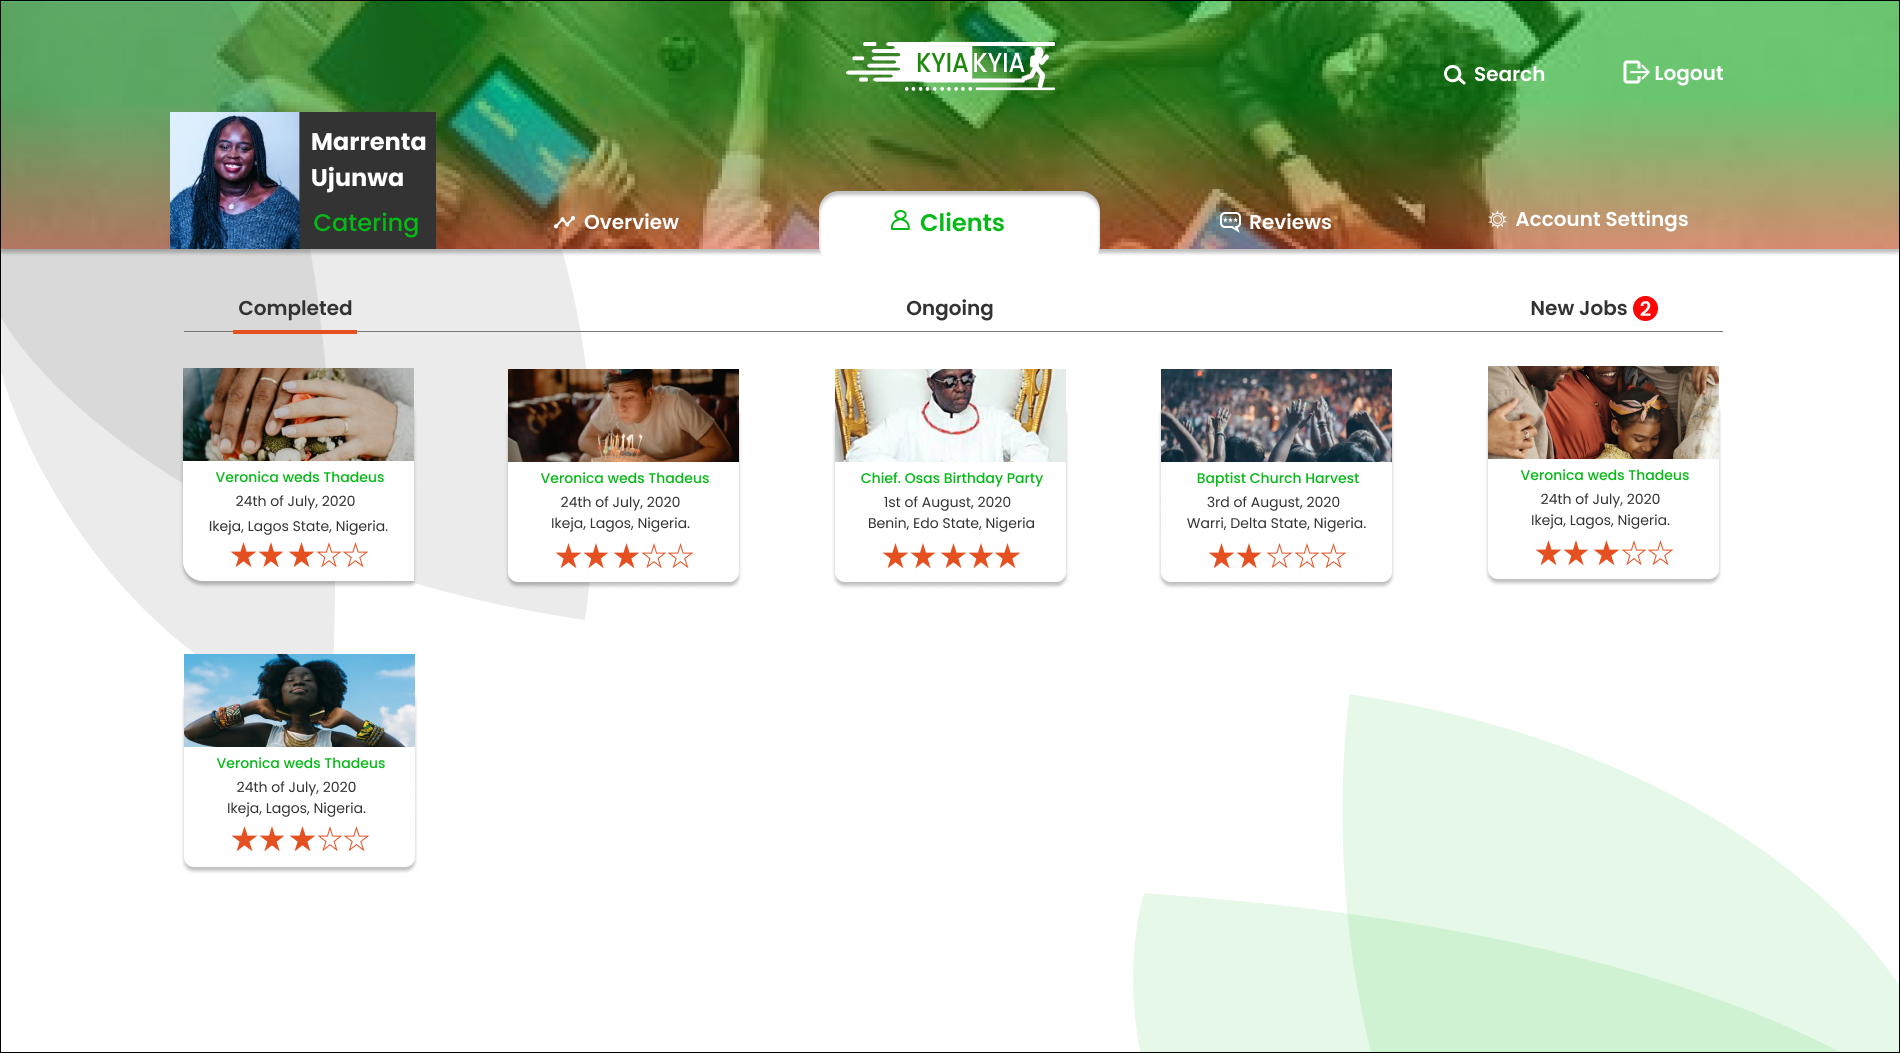 KYIA KYIA
Search
Logout
Marrenta
Ujunwa
Catering
Overview
Clients
Reviews
Account Settings
Completed
Ongoing
New Jobs 2
Veronica weds Thadeus
24th of July, 2020
Ikeja, Lagos State, Nigeria.
Veronica weds Thadeus
24th of July, 2020
Ikeja, Lagos, Nigeria.
Chief. Osas Birthday Party
1st of August, 2020
Benin, Edo State, Nigeria
Baptist Church Harvest
3rd of August, 2020
Warri, Delta State, Nigeria.
Veronica weds Thadeus
24th of July, 2020
Ikeja, Lagos, Nigeria.
Veronica weds Thadeus
24th of July, 2020
Ikeja, Lagos, Nigeria.